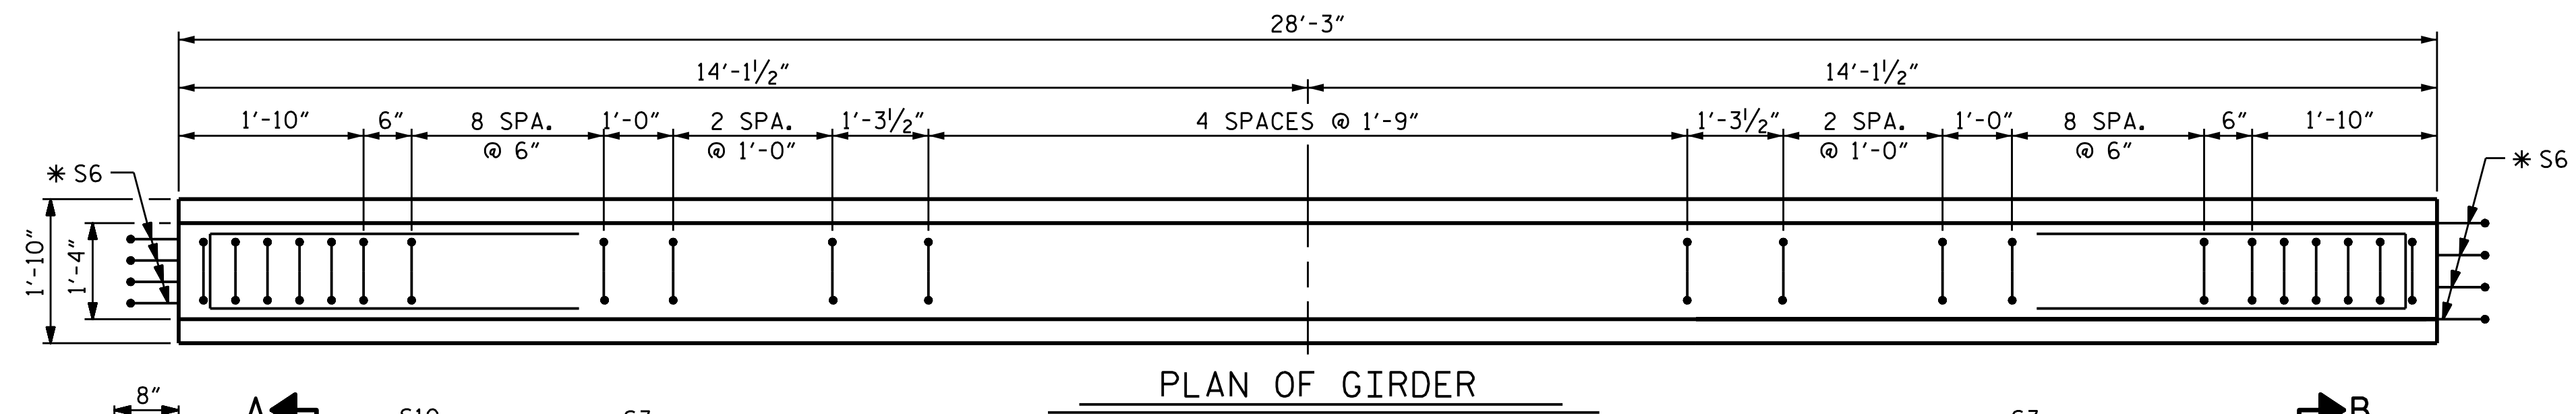 28'-3"
14'-1½" 14'-1½"
1'-10" 6" 8 SPA. 1'-0" 2 SPA. 1'-3½" 4 SPACES @ 1'-9" 1'-3½" 2 SPA. 1'-0" 8 SPA. 6" 1'-10"
@ 6" @ 1'-0" @ 1'-0" @ 6"
* S6 * S6
1'-10"
1'-4"
PLAN OF GIRDER
8" A B